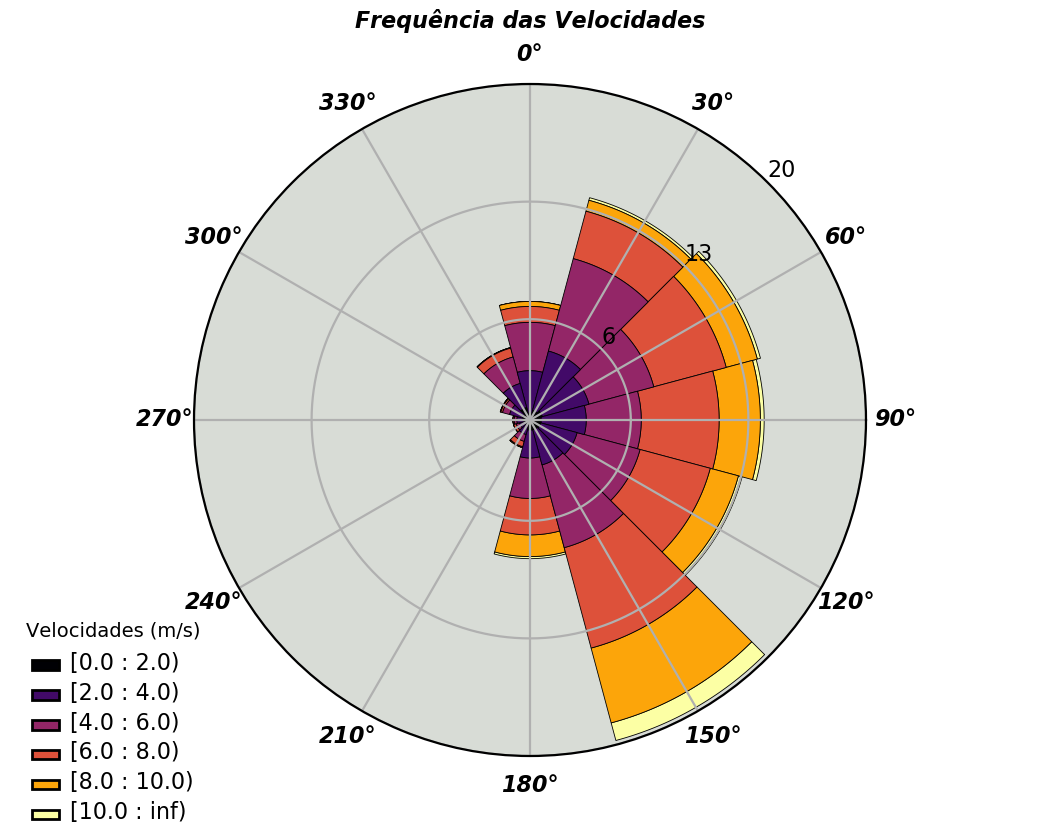 Frequência das Velocidades
0°
330°
30°
20
300°
60°
13
6
270°
90°
240°
120°
Velocidades (m/s)
[0.0 : 2.0)
[2.0 : 4.0)
[4.0 : 6.0)
[6.0 : 8.0)
[8.0 : 10.0)
[10.0 : inf)
210°
150°
180°